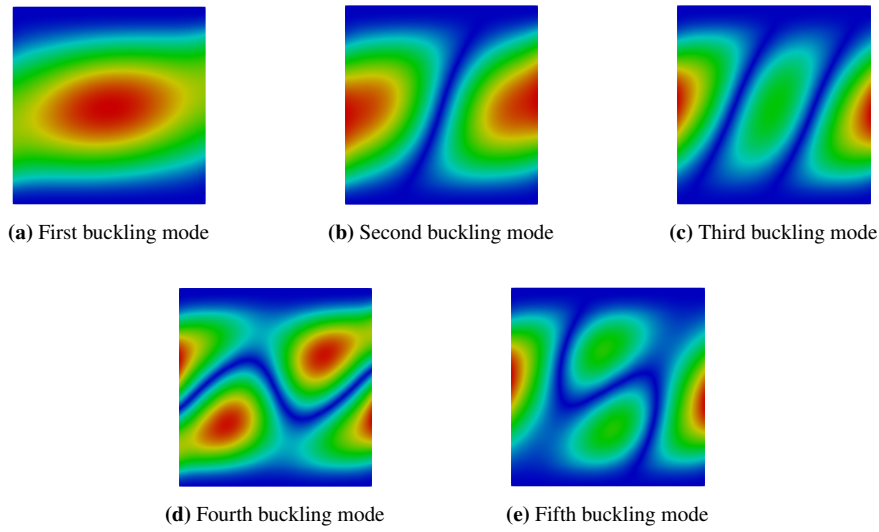 (a) First buckling mode
(b) Second buckling mode
(c) Third buckling mode
(d) Fourth buckling mode
(e) Fifth buckling mode